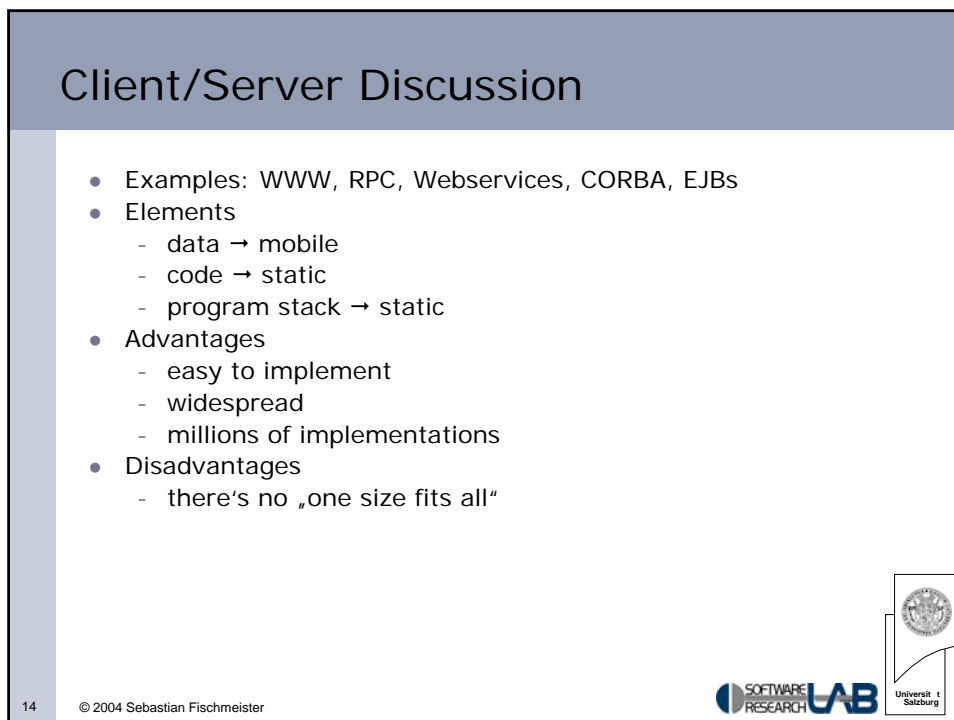 Client/Server Discussion
● Examples: WWW, RPC, Webservices, CORBA, EJBs
● Elements
- data → mobile
- code → static
- program stack → static
● Advantages
- easy to implement
- widespread
- millions of implementations
● Disadvantages
- there's no „one size fits all“
14 © 2004 Sebastian Fischmeister
SOFTWARE
RESEARCH LAB
Universit t
Salzburg